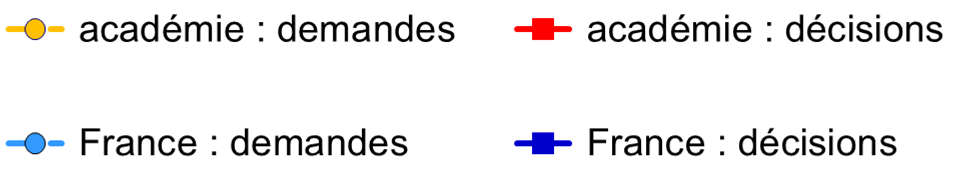 académie : demandes académie : décisions
France : demandes France : décisions